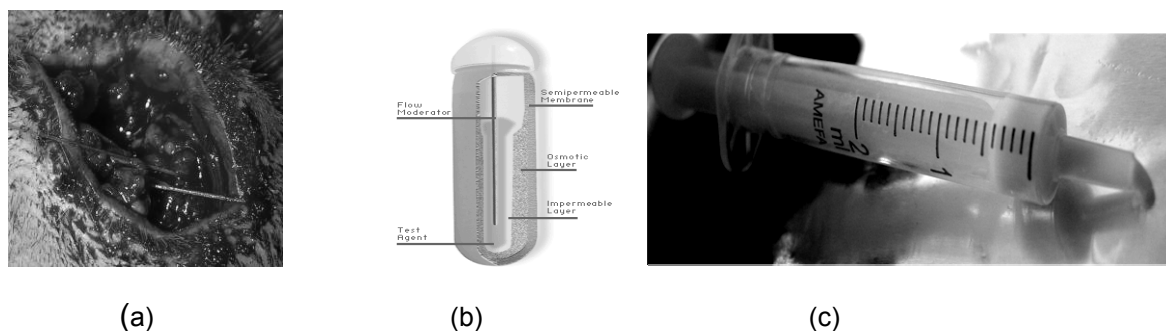 Flow
Moderator
Semipermeable
Membrane
Osmotic
Layer
Impermeable
Layer
Test
Agent
AMEFA
ml
2
1
(a)
(b)
(c)